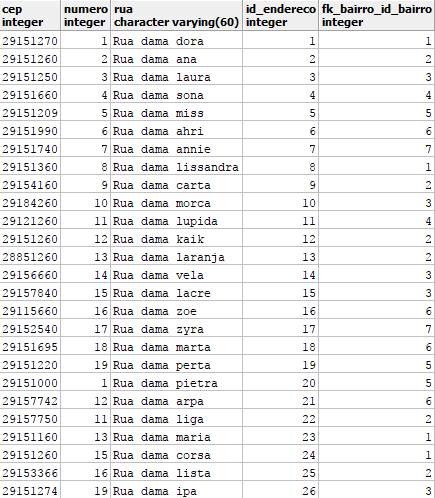 cep numero rua id_endereco fk_bairro_id_bairro
integer integer character varying(60) integer integer
29151270 1 Rua dama dora 1 1
29151260 2 Rua dama ana 2 2
29151250 3 Rua dama laura 3 3
29151660 4 Rua dama sona 4 4
29151209 5 Rua dama miss 5 5
29151990 6 Rua dama ahri 6 6
29151740 7 Rua dama annie 7 7
29151360 8 Rua dama lissandra 8 1
29154160 9 Rua dama carta 9 2
29184260 10 Rua dama morca 10 3
29121260 11 Rua dama lupida 11 4
29151260 12 Rua dama kaik 12 2
28851260 13 Rua dama laranja 13 2
29156660 14 Rua dama vela 14 3
29157840 15 Rua dama lacre 15 3
29115660 16 Rua dama zoe 16 6
29152540 17 Rua dama zyra 17 7
29151695 18 Rua dama marta 18 6
29151220 19 Rua dama perta 19 5
29151000 1 Rua dama pietra 20 5
29157742 12 Rua dama arpa 21 6
29157750 11 Rua dama liga 22 2
29151160 13 Rua dama maria 23 1
29151260 15 Rua dama corsa 24 1
29153366 16 Rua dama lista 25 2
29151274 19 Rua dama ipa 26 3